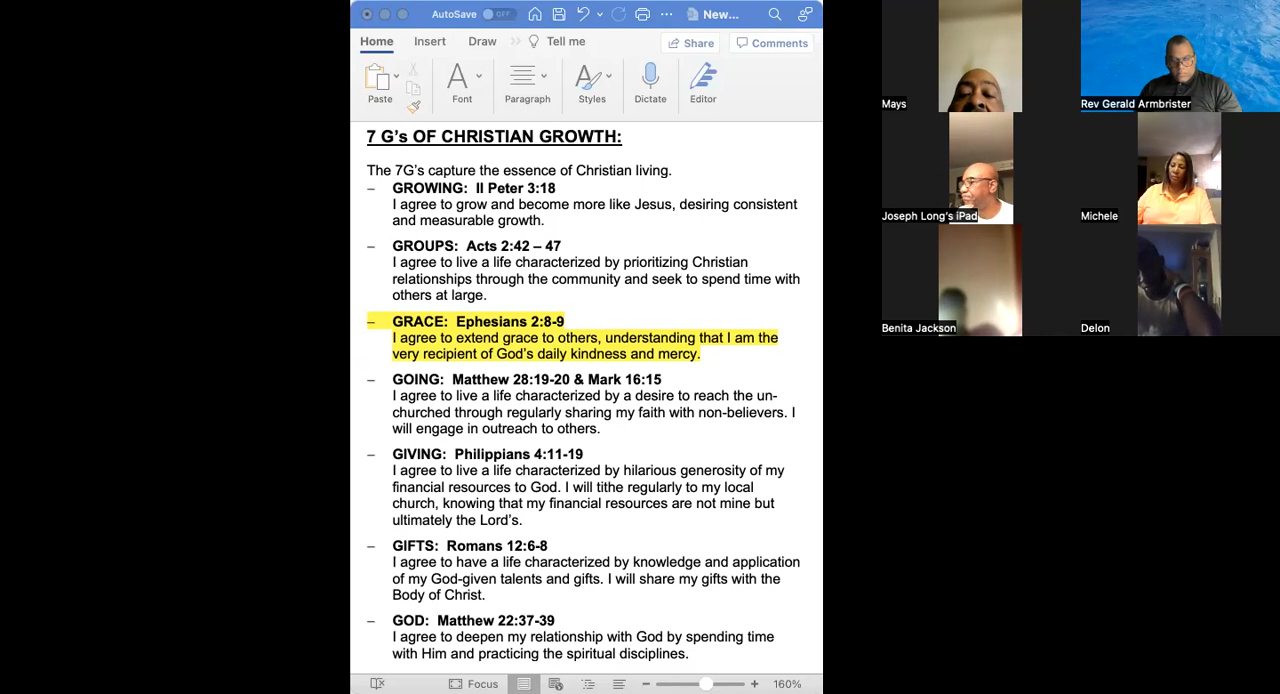 AutoSave OFF New...
Home Insert Draw Tell me Share Comments
Paste Font Paragraph Styles Dictate Editor
7 G's OF CHRISTIAN GROWTH:
The 7G's capture the essence of Christian living.
– GROWING: II Peter 3:18
I agree to grow and become more like Jesus, desiring consistent
and measurable growth.
– GROUPS: Acts 2:42 – 47
I agree to live a life characterized by prioritizing Christian
relationships through the community and seek to spend time with
others at large.
– GRACE: Ephesians 2:8-9
I agree to extend grace to others, understanding that I am the
very recipient of God's daily kindness and mercy.
– GOING: Matthew 28:19-20 & Mark 16:15
I agree to live a life characterized by a desire to reach the un-
churched through regularly sharing my faith with non-believers. I
will engage in outreach to others.
– GIVING: Philippians 4:11-19
I agree to live a life characterized by hilarious generosity of my
financial resources to God. I will tithe regularly to my local
church, knowing that my financial resources are not mine but
ultimately the Lord's.
– GIFTS: Romans 12:6-8
I agree to have a life characterized by knowledge and application
of my God-given talents and gifts. I will share my gifts with the
Body of Christ.
– GOD: Matthew 22:37-39
I agree to deepen my relationship with God by spending time
with Him and practicing the spiritual disciplines.
Focus 160%
Mays
Rev Gerald Armbrister
Joseph Long's iPad
Michele
Benita Jackson
Delon